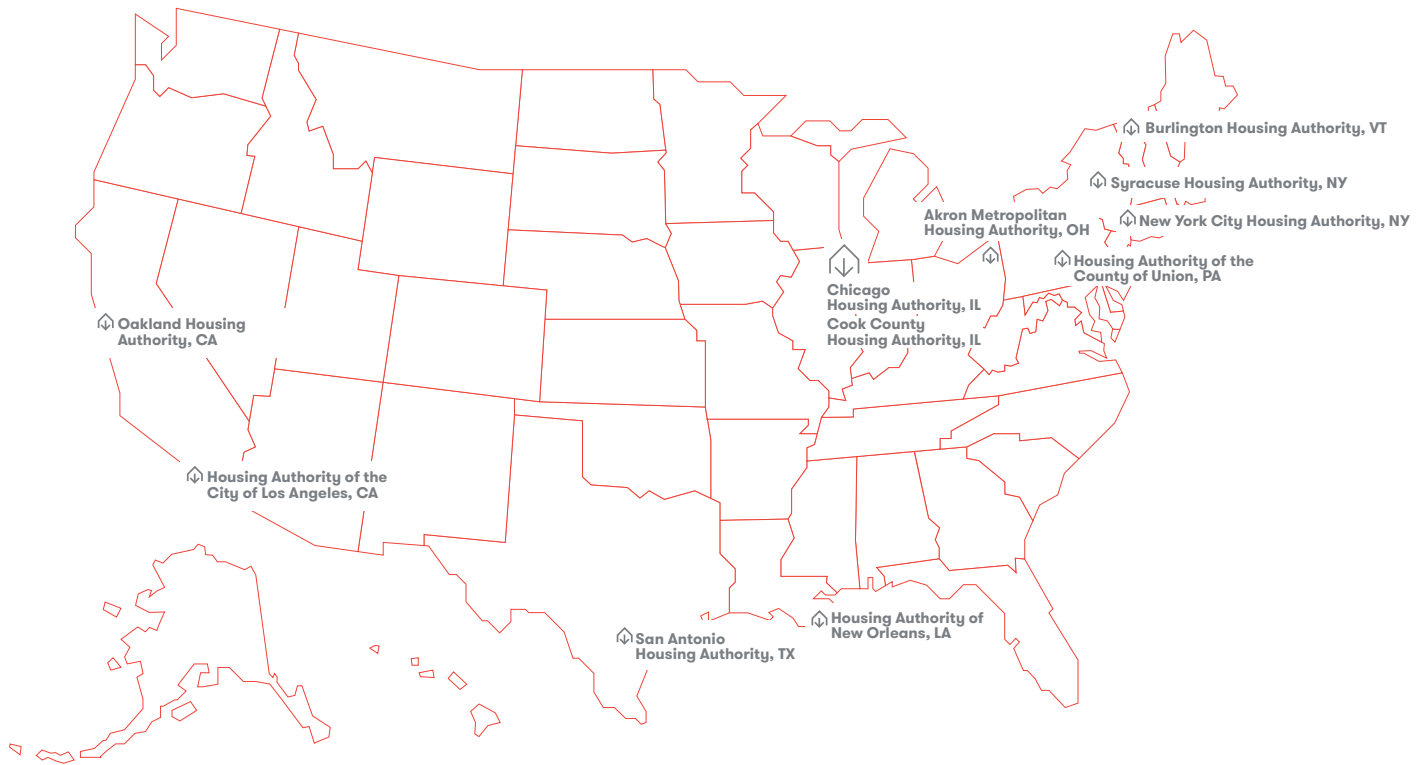 Burlington Housing Authority, VT
Syracuse Housing Authority, NY
Akron Metropolitan
Housing Authority, OH
New York City Housing Authority, NY
Housing Authority of the
County of Union, PA
Chicago
Housing Authority, IL
Cook County
Housing Authority, IL
Oakland Housing
Authority, CA
Housing Authority of the
City of Los Angeles, CA
Housing Authority of
New Orleans, LA
San Antonio
Housing Authority, TX